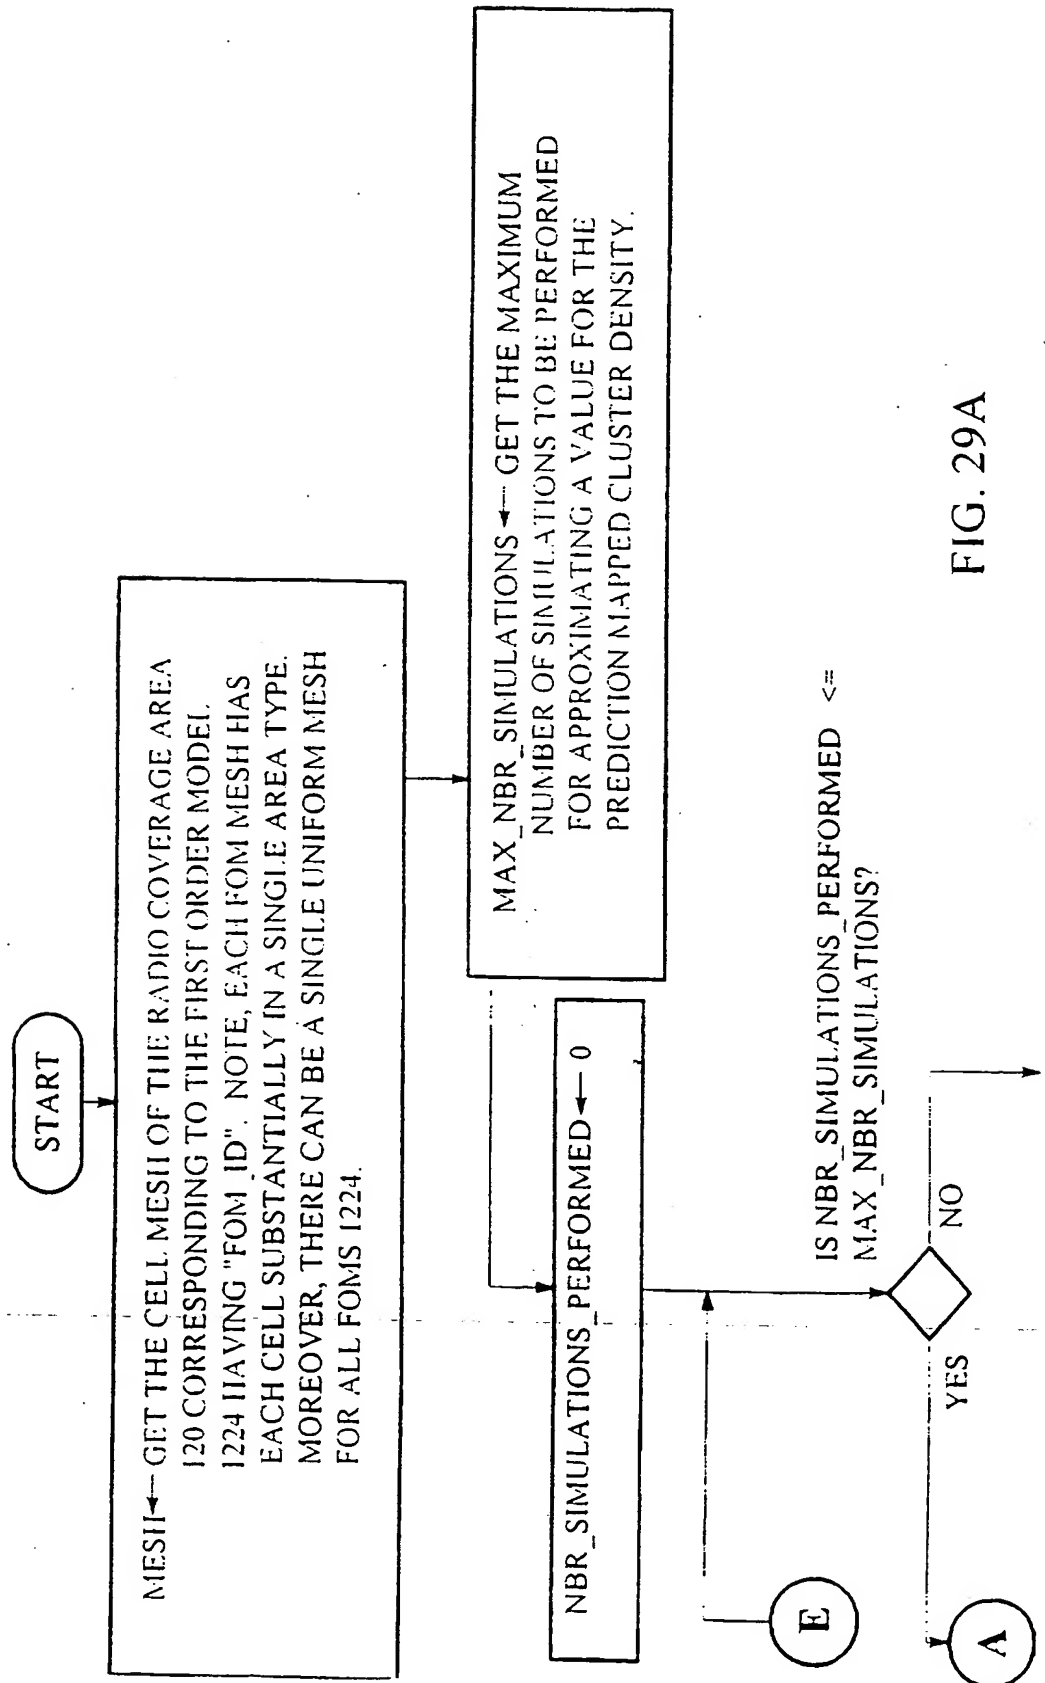 START
MESH ← GET THE CELL MESH OF THE RADIO COVERAGE AREA
120 CORRESPONDING TO THE FIRST ORDER MODEL
1224 HAVING "FOM_ID". NOTE, EACH FOM MESH HAS
EACH CELL SUBSTANTIALLY IN A SINGLE AREA TYPE.
MOREOVER, THERE CAN BE A SINGLE UNIFORM MESH
FOR ALL FOMS 1224.
MAX_NBR_SIMULATIONS ← GET THE MAXIMUM
NUMBER OF SIMULATIONS TO BE PERFORMED
FOR APPROXIMATING A VALUE FOR THE
PREDICTION MAPPED CLUSTER DENSITY.
NBR_SIMULATIONS_PERFORMED ← 0
E
IS NBR_SIMULATIONS_PERFORMED <=
MAX_NBR_SIMULATIONS?
YES
NO
A
FIG. 29A